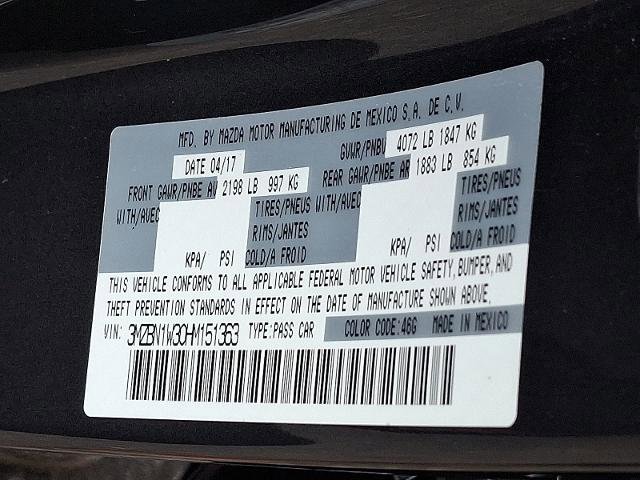 MFD. BY MAZDA MOTOR MANUFACTURING DE MEXICO S.A. DE C.V.
DATE 04/17 GVWR/PNBV 4072 LB 1847 KG
FRONT GAWR/PNBE AV 2198 LB 997 KG REAR GAWR/PNBE AR 1883 LB 854 KG
WITH/AVEC TIRES/PNEUS WITH/AVEC TIRES/PNEUS
RIMS/JANTES RIMS/JANTES
KPA/ PSI COLD/A FROID KPA/ PSI COLD/A FROID
THIS VEHICLE CONFORMS TO ALL APPLICABLE FEDERAL MOTOR VEHICLE SAFETY, BUMPER, AND
THEFT PREVENTION STANDARDS IN EFFECT ON THE DATE OF MANUFACTURE SHOWN ABOVE.
VIN: 3MZBN1W30HM151363 TYPE:PASS CAR COLOR CODE:46G MADE IN MEXICO